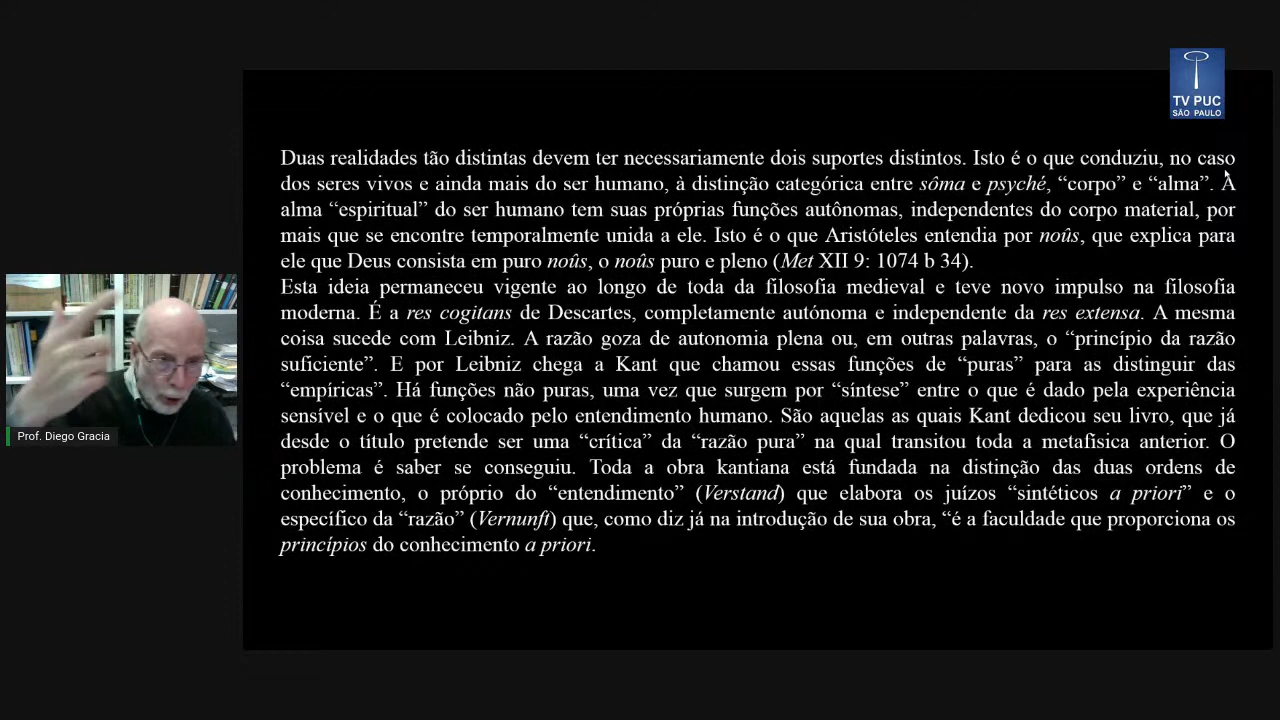 TV PUC
SÃO PAULO
Duas realidades tão distintas devem ter necessariamente dois suportes distintos. Isto é o que conduziu, no caso
dos seres vivos e ainda mais do ser humano, à distinção categórica entre sôma e psyché, “corpo” e “alma”. A
alma “espiritual” do ser humano tem suas próprias funções autônomas, independentes do corpo material, por
mais que se encontre temporalmente unida a ele. Isto é o que Aristóteles entendia por noûs, que explica para
ele que Deus consista em puro noûs, o noûs puro e pleno (Met XII 9: 1074 b 34).
Esta ideia permaneceu vigente ao longo de toda da filosofia medieval e teve novo impulso na filosofia
moderna. É a res cogitans de Descartes, completamente autónoma e independente da res extensa. A mesma
coisa sucede com Leibniz. A razão goza de autonomia plena ou, em outras palavras, o “princípio da razão
suficiente”. E por Leibniz chega a Kant que chamou essas funções de “puras” para as distinguir das
“empíricas”. Há funções não puras, uma vez que surgem por “síntese” entre o que é dado pela experiência
sensível e o que é colocado pelo entendimento humano. São aquelas as quais Kant dedicou seu livro, que já
desde o título pretende ser uma “crítica” da “razão pura” na qual transitou toda a metafísica anterior. O
problema é saber se conseguiu. Toda a obra kantiana está fundada na distinção das duas ordens de
conhecimento, o próprio do “entendimento” (Verstand) que elabora os juízos “sintéticos a priori” e o
específico da “razão” (Vernunft) que, como diz já na introdução de sua obra, “é a faculdade que proporciona os
princípios do conhecimento a priori.
Prof. Diego Gracia